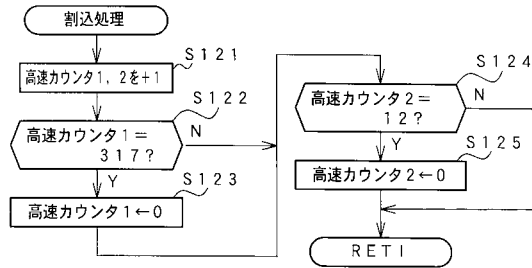 割込処理
S121
高速カウンタ1, 2を+1
S122
高速カウンタ1=
317?
N
Y
S123
高速カウンタ1←0
S124
高速カウンタ2=
12?
N
Y
S125
高速カウンタ2←0
RETI